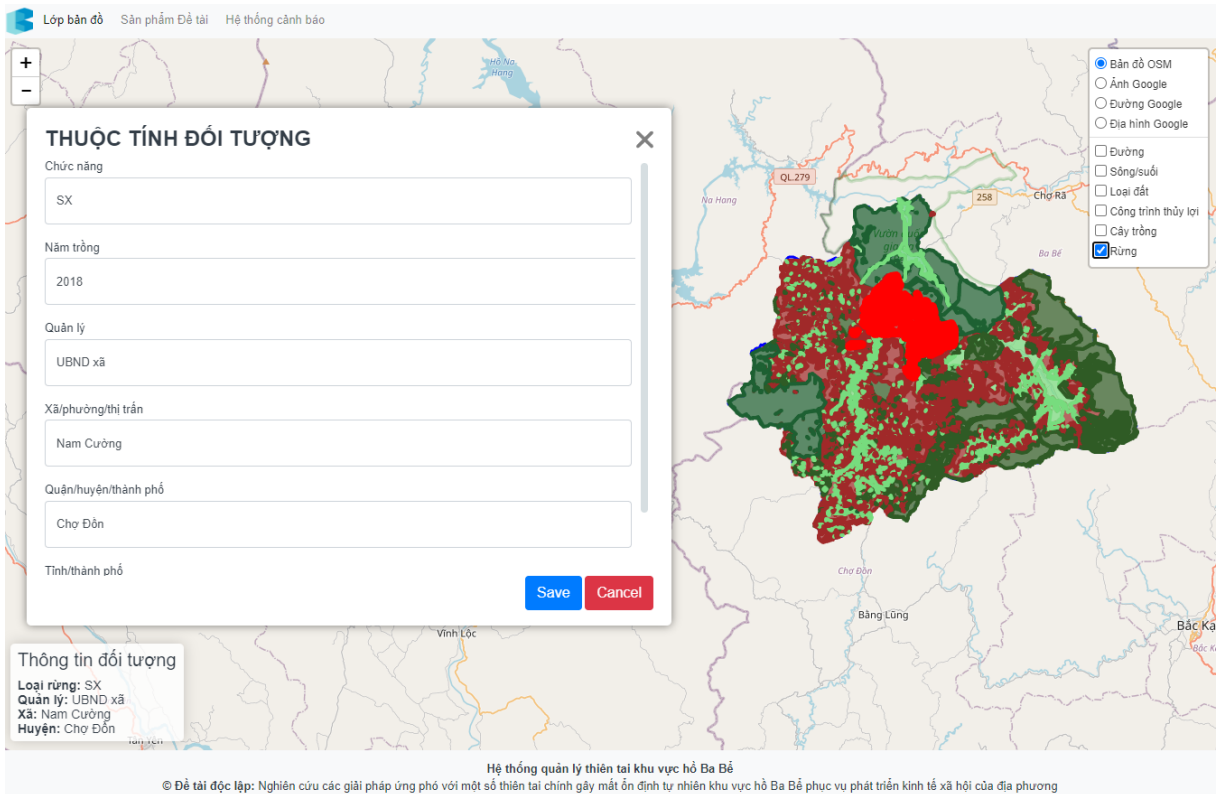 Lớp bản đồ
Sản phẩm Đề tài
Hệ thống cảnh báo
+
−
Hồ Na Hang
Na Hang
QL.279
258
Chợ Rã
Ba Bể
Vườn quốc
Bản đồ OSM
Ảnh Google
Đường Google
Địa hình Google
Đường
Sông/suối
Loại đất
Công trình thủy lợi
Cây trồng
Rừng
THUỘC TÍNH ĐỐI TƯỢNG
Chức năng
SX
Năm trồng
2018
Quản lý
UBND xã
Xã/phường/thị trấn
Nam Cường
Quận/huyện/thành phố
Chợ Đồn
Tỉnh/thành phố
Save
Cancel
Chợ Đồn
Bằng Lũng
Bắc Kạ
Vĩnh Lộc
Thông tin đối tượng
Loại rừng: SX
Quản lý: UBND xã
Xã: Nam Cường
Huyện: Chợ Đồn
Hệ thống quản lý thiên tai khu vực hồ Ba Bể
© Đề tài độc lập: Nghiên cứu các giải pháp ứng phó với một số thiên tai chính gây mất ổn định tự nhiên khu vực hồ Ba Bể phục vụ phát triển kinh tế xã hội của địa phương